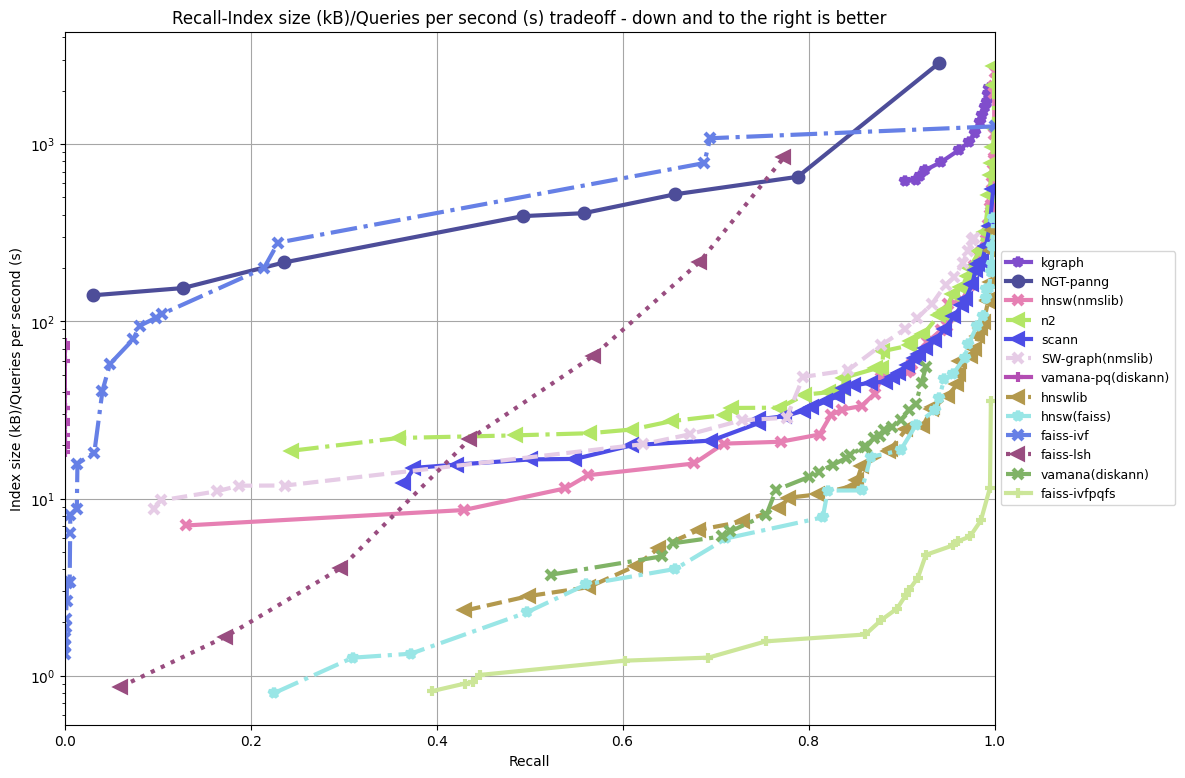 Recall-Index size (kB)/Queries per second (s) tradeoff - down and to the right is better
Index size (kB)/Queries per second (s)
10³
10²
10¹
10⁰
0.0 0.2 0.4 0.6 0.8 1.0
Recall
kgraph
NGT-panng
hnsw(nmslib)
n2
scann
SW-graph(nmslib)
vamana-pq(diskann)
hnswlib
hnsw(faiss)
faiss-ivf
faiss-lsh
vamana(diskann)
faiss-ivfpqfs